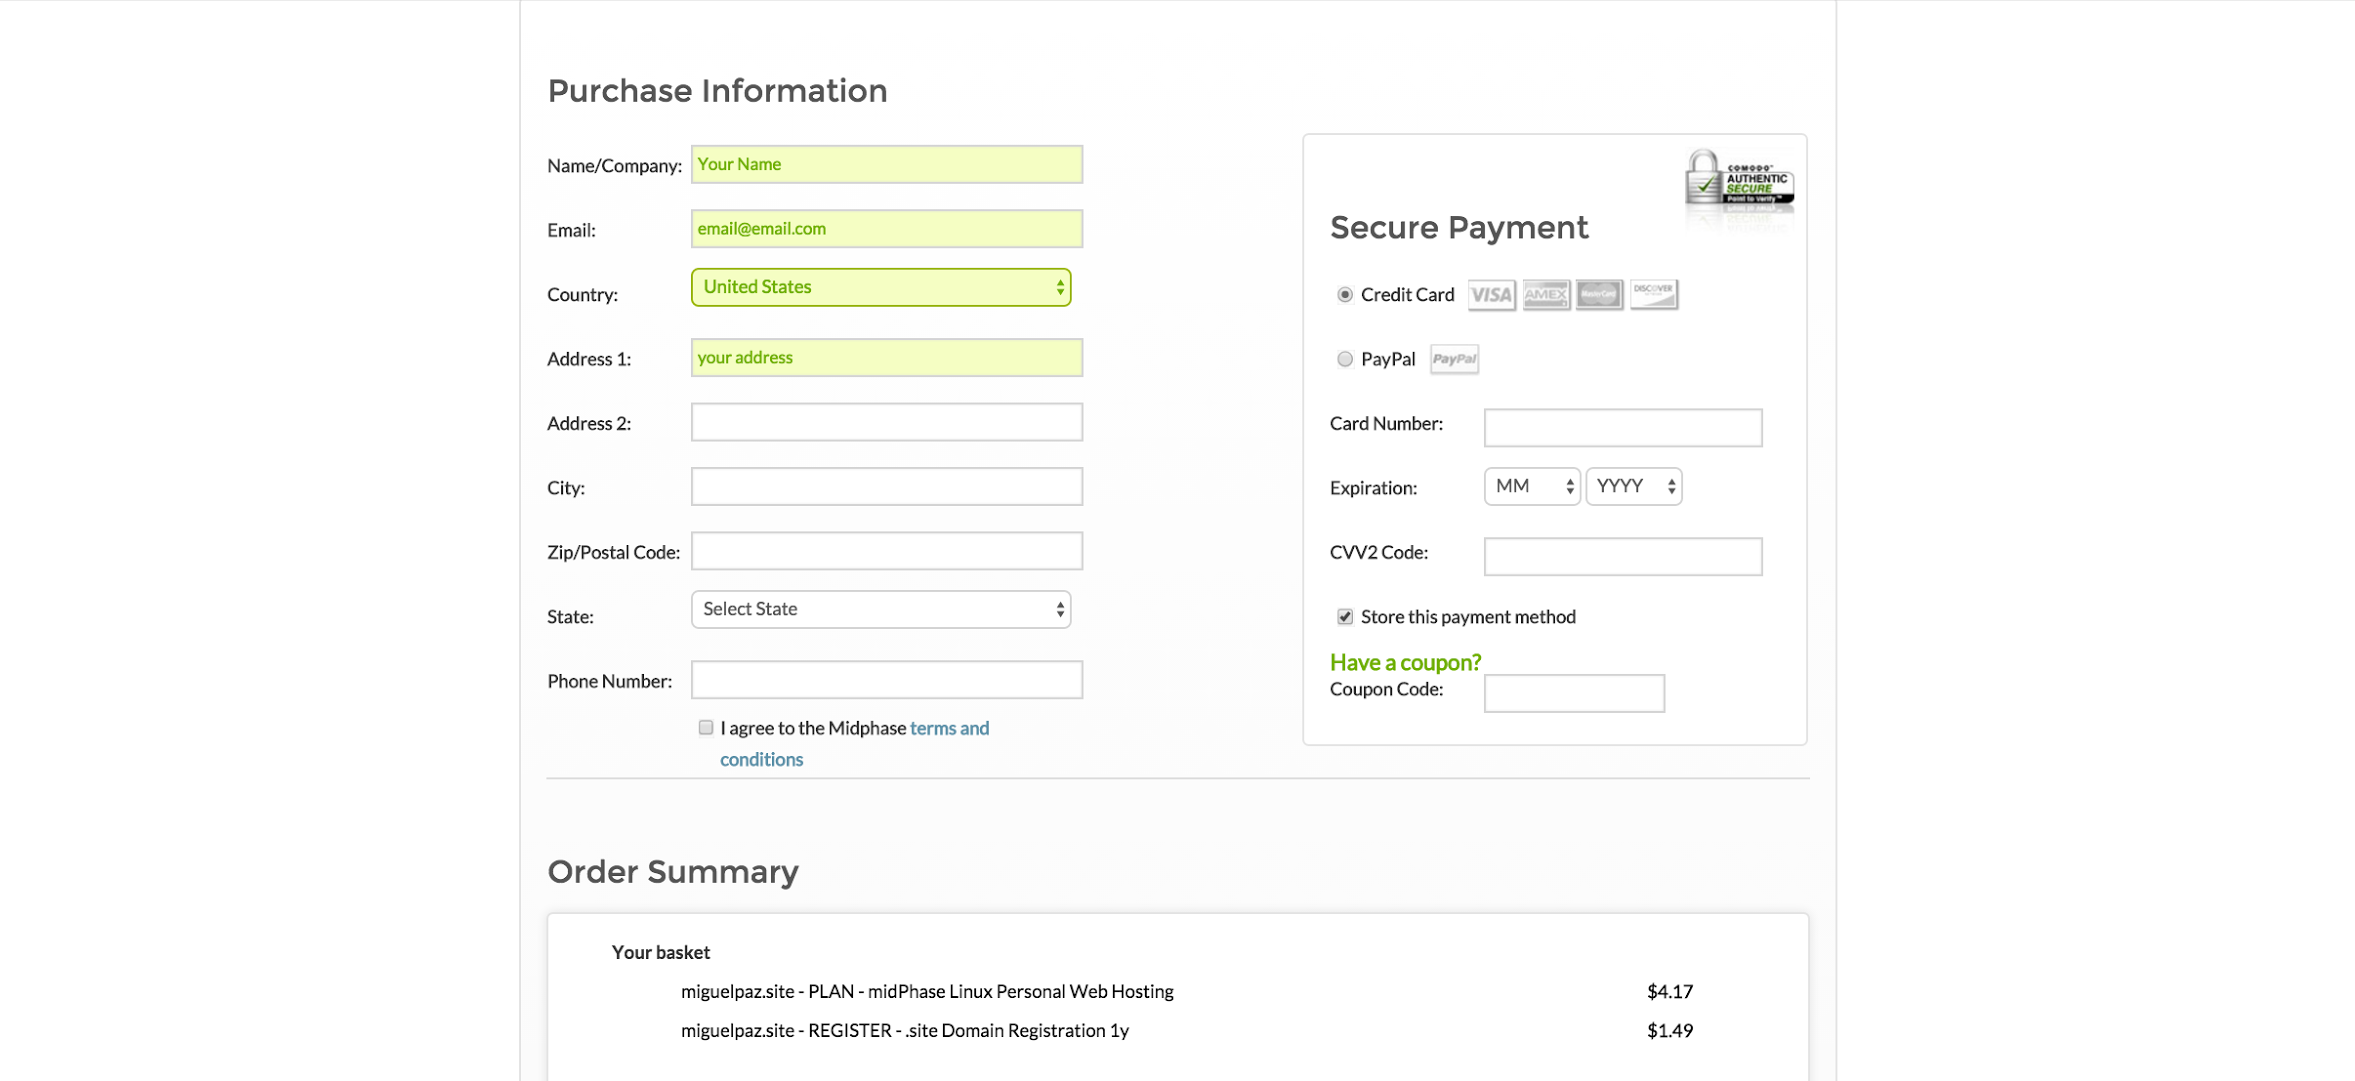 Purchase Information
Name/Company: Your Name
Email: email@email.com
Country: United States
Address 1: your address
Address 2:
City:
Zip/Postal Code:
State: Select State
Phone Number:
I agree to the Midphase terms and
conditions
COMODO
AUTHENTIC
SECURE
Point to Verify
Secure Payment
Credit Card VISA AMEX MasterCard DISCOVER
PayPal PayPal
Card Number:
Expiration: MM YYYY
CVV2 Code:
Store this payment method
Have a coupon?
Coupon Code:
Order Summary
Your basket
miguelpaz.site - PLAN - midPhase Linux Personal Web Hosting $4.17
miguelpaz.site - REGISTER - .site Domain Registration 1y $1.49